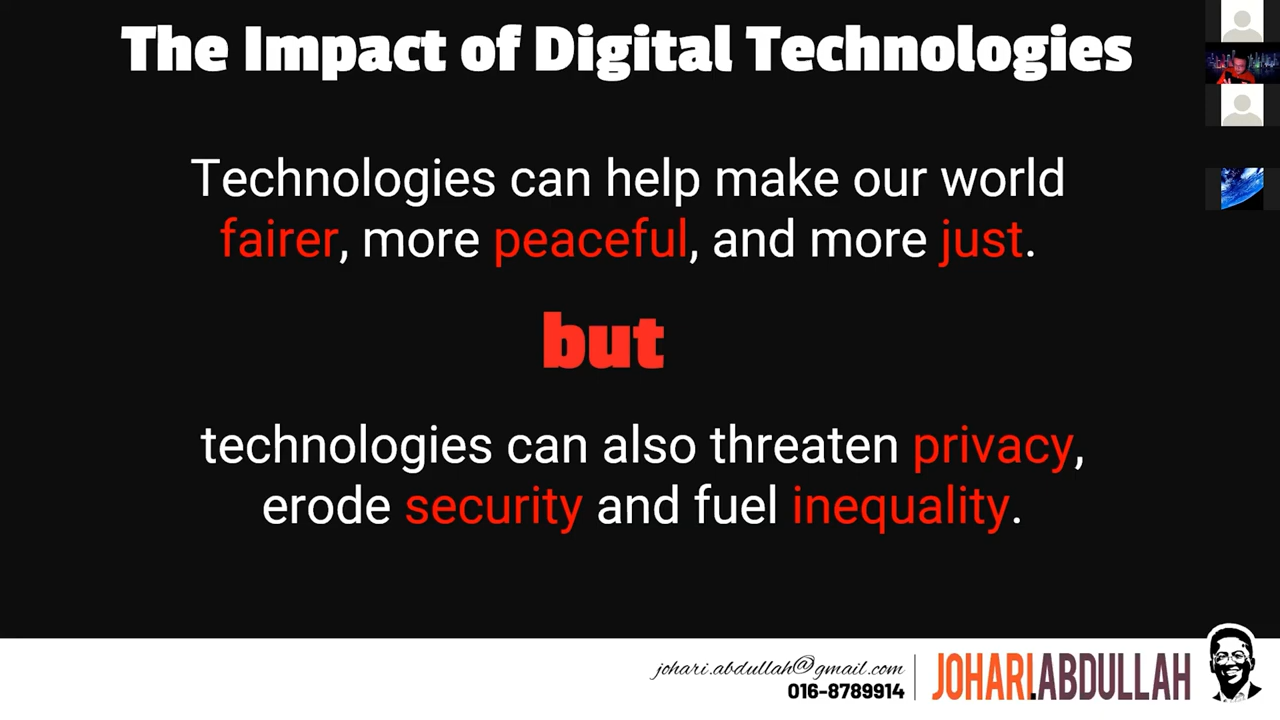 The Impact of Digital Technologies
Technologies can help make our world
fairer, more peaceful, and more just.
but
technologies can also threaten privacy,
erode security and fuel inequality.
johari.abdullah@gmail.com
016-8789914
JOHARI.ABDULLAH